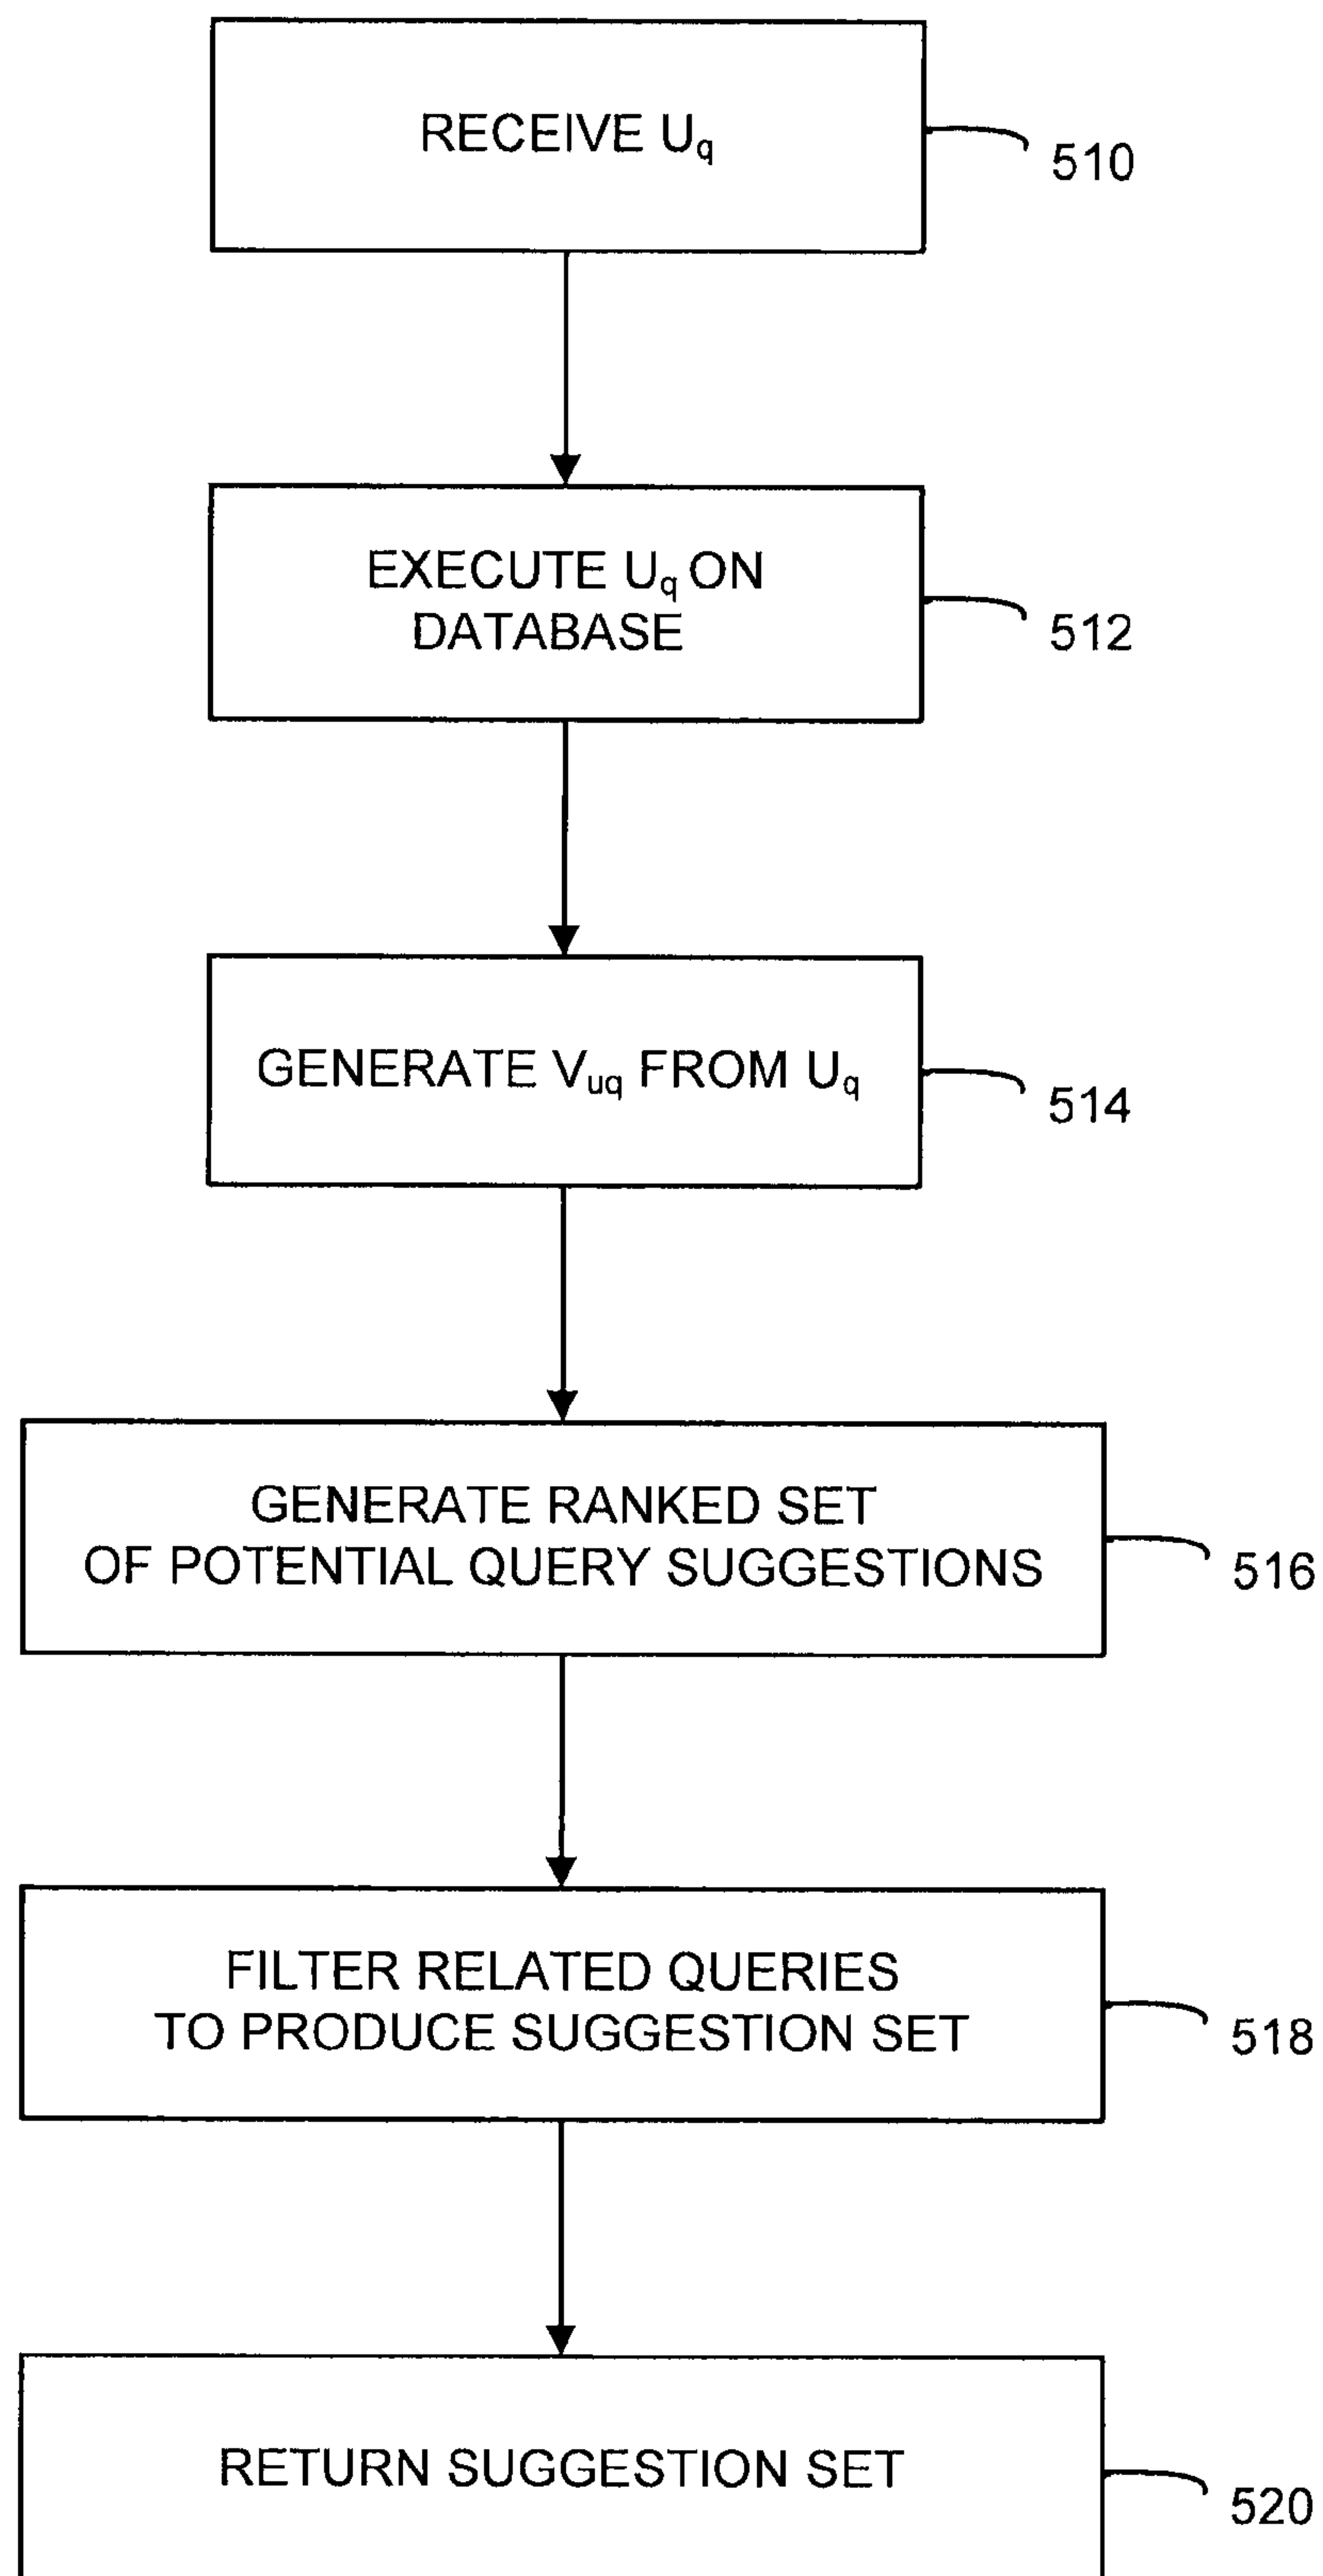 RECEIVE Uq
510
EXECUTE Uq ON
DATABASE
512
GENERATE Vuq FROM Uq
514
GENERATE RANKED SET
OF POTENTIAL QUERY SUGGESTIONS
516
FILTER RELATED QUERIES
TO PRODUCE SUGGESTION SET
518
RETURN SUGGESTION SET
520